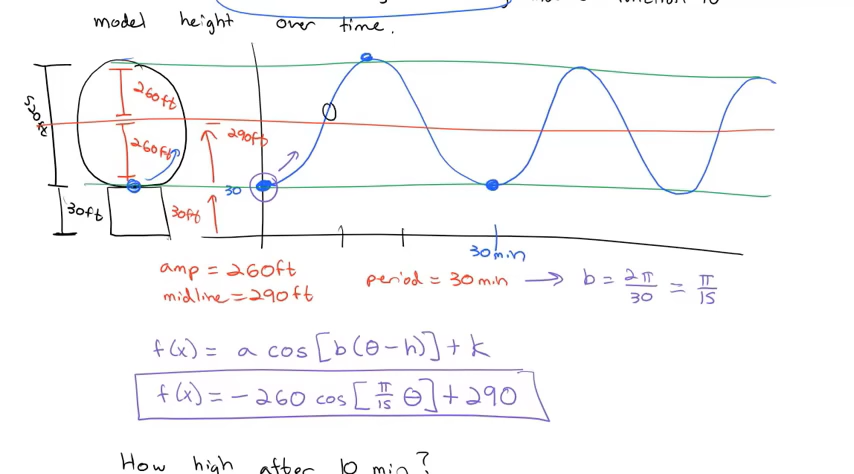 model height over time.
520ft
260ft
260ft
290ft
30
30ft
30ft
30min
amp = 260ft
midline = 290ft
period = 30 min → b = 2π/30 = π/15
f(x) = a cos[b(θ-h)] + k
f(x) = -260 cos[π/15 θ] + 290
How high after 10 min?